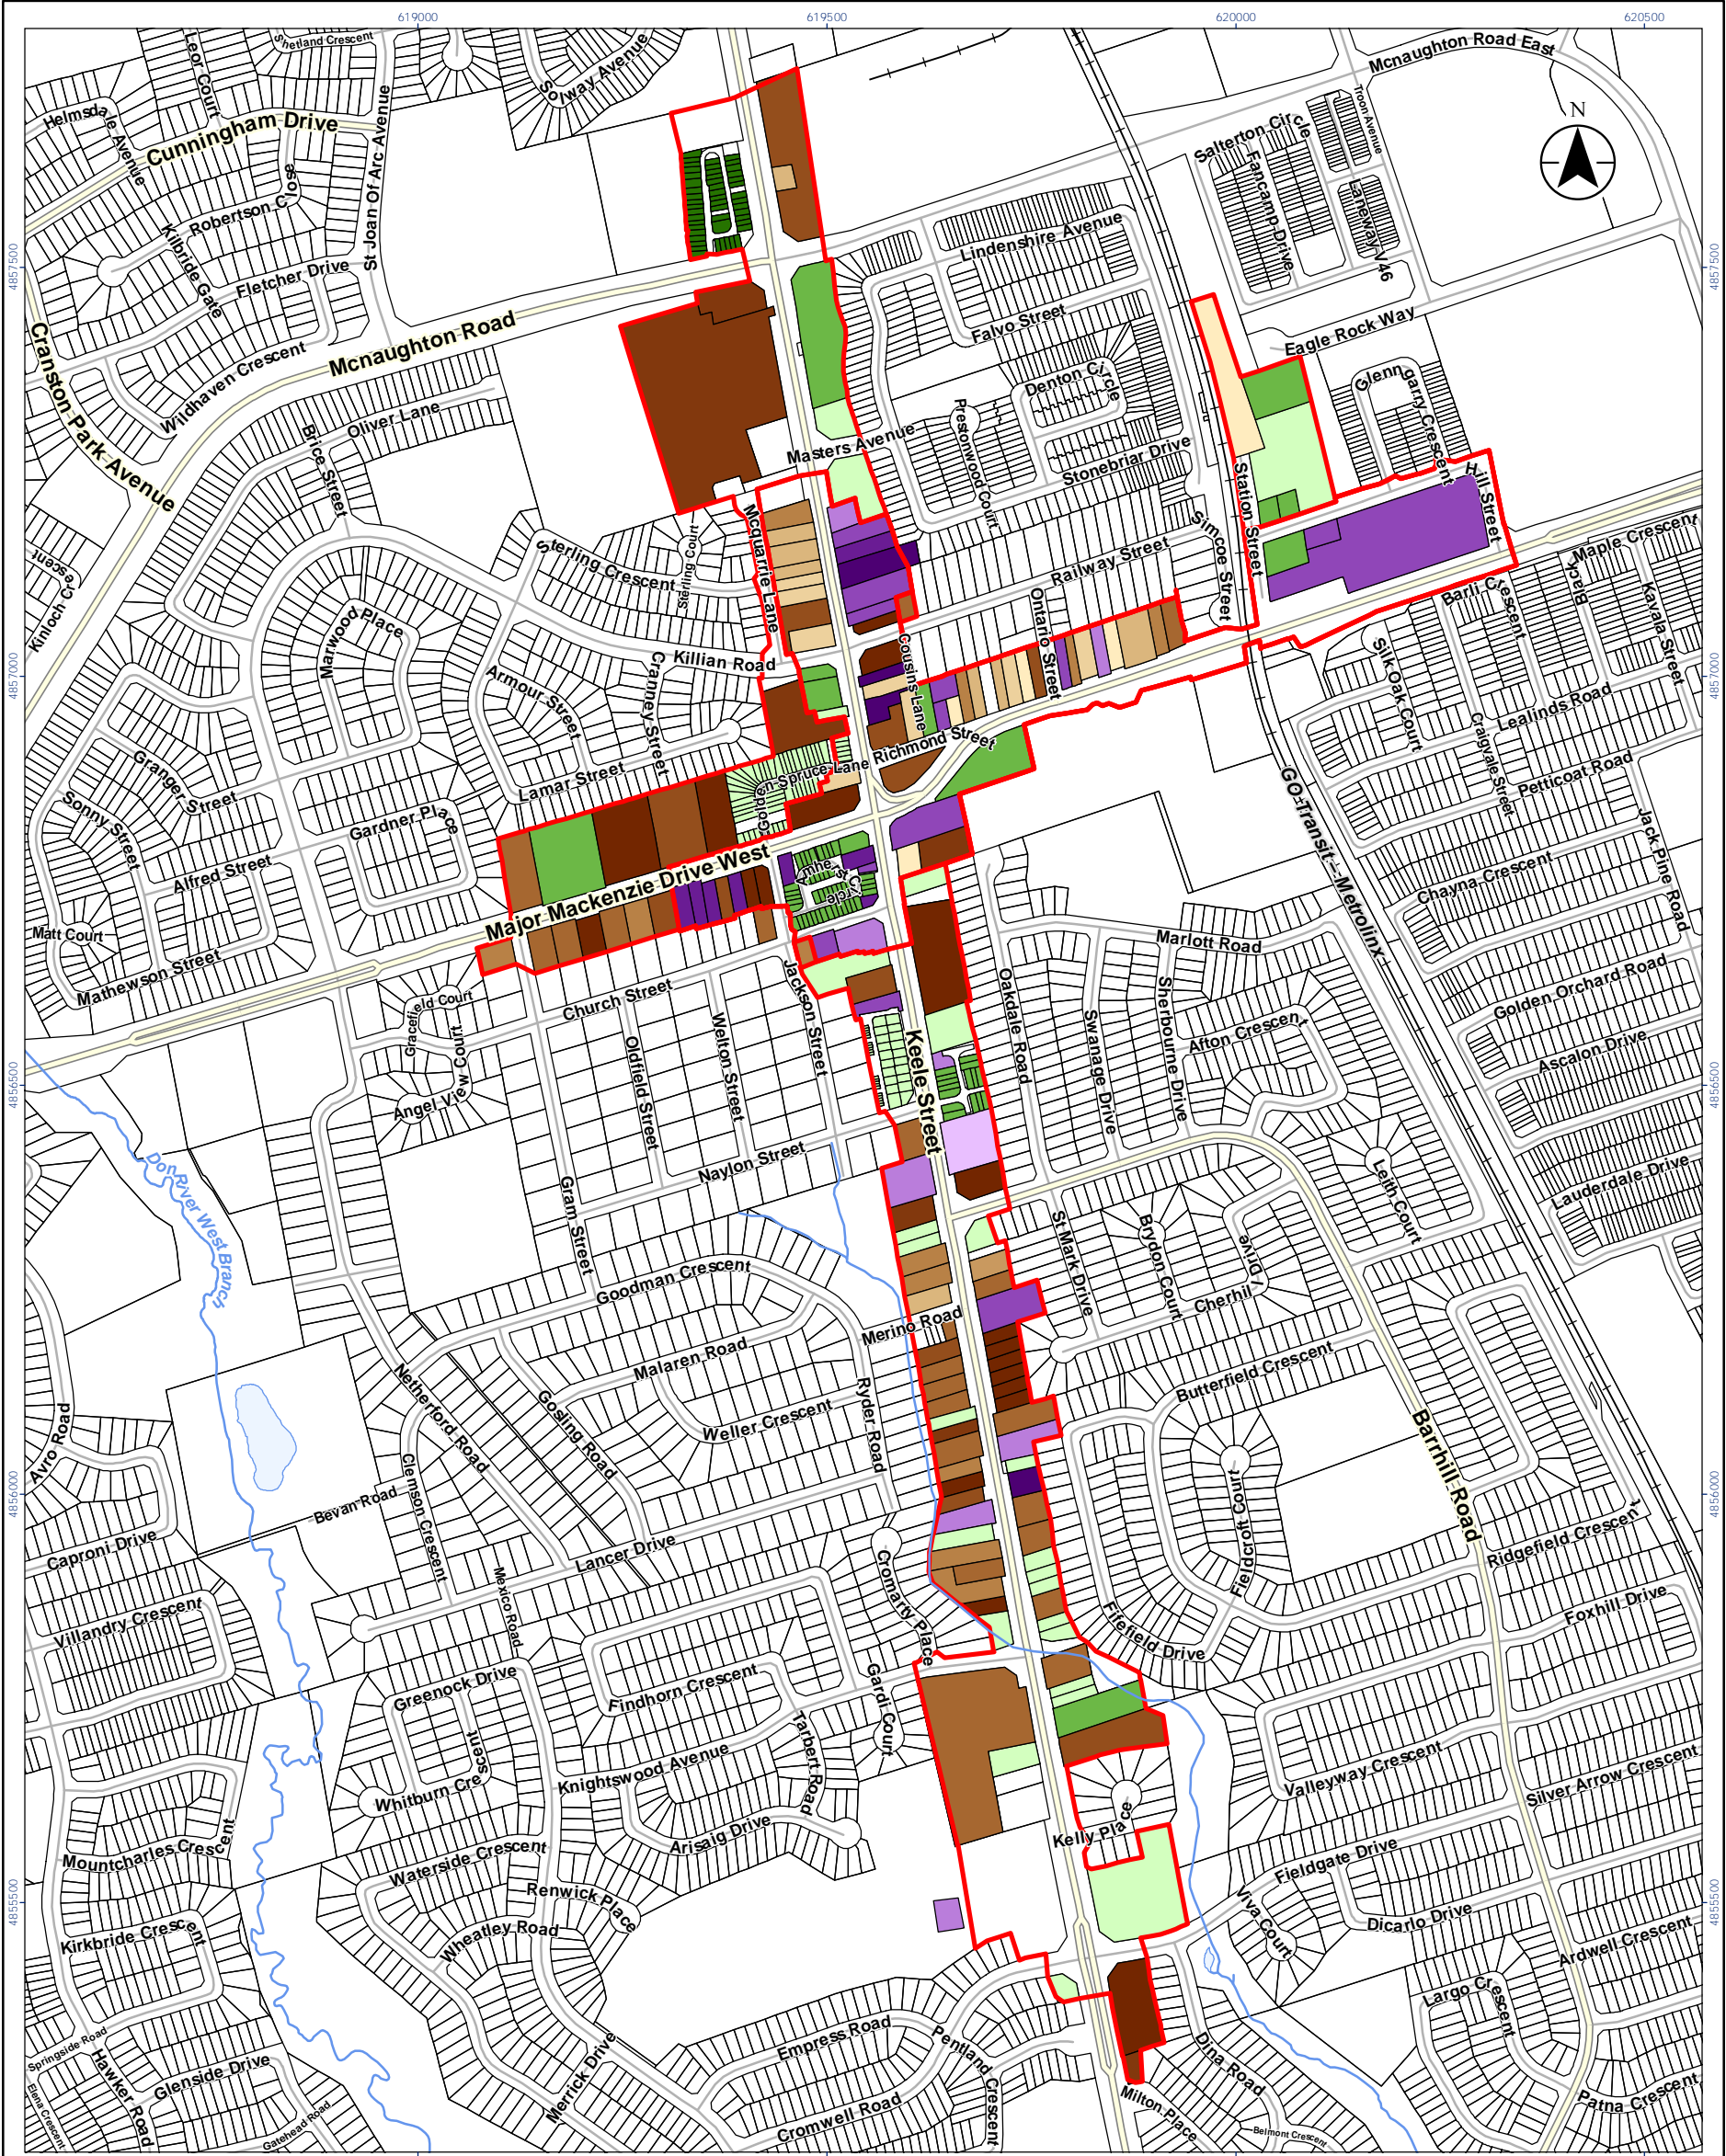 619000
619500
620000
620500
Shetland Crescent
Leor Court
Solway Avenue
Mcnaughton Road East
Helmsdale Avenue
Cunningham Drive
St Joan Of Arc Avenue
Salterton Circle
Troon Avenue
N
Fancamp Drive
Laneway V46
Robertson Close
Kilbride Gate
Fletcher Drive
Lindenshire Avenue
4857500
4857500
Cranston Park Avenue
Wildhaven Crescent
Mcnaughton Road
Falvo Street
Eagle Rock Way
Denton Circle
Glenngarry Crescent
Oliver Lane
Brice Street
Prestonwood Court
Masters Avenue
Stonebriar Drive
Station Street
Hill Street
Mcquarrie Lane
Sterling Crescent
Sterling Court
Simcoe Street
Railway Street
Maple Crescent
Kinloch Crescent
Barli Crescent
Black
Kavala Street
Marwood Place
Ontario Street
Cousins Lane
Killian Road
Cranney Street
Armour Street
Silk Oak Court
Lealinds Road
4857000
4857000
Craigvale Street
Richmond Street
Golden Spruce Lane
Granger Street
Lamar Street
Petticoat Road
Sonny Street
Gardner Place
GO Transit - Metrolinx
Jack Pine Road
Alfred Street
Major Mackenzie Drive West
Amherst Circle
Chayna Crescent
Matt Court
Mathewson Street
Marlott Road
Golden Orchard Road
Gracefield Court
Church Street
Jackson Street
Oakdale Road
Sherbourne Drive
Swanage Drive
Afton Crescent
Ascalon Drive
Welton Street
Oldfield Street
Keele Street
4856500
4856500
Angel View Court
Don River West Branch
Naylon Street
Gram Street
Leith Court
Lauderdale Drive
St Mark Drive
Brydon Court
Cherhill Drive
Goodman Crescent
Merino Road
Malaren Road
Netherford Road
Gosling Road
Weller Crescent
Ryder Road
Butterfield Crescent
Barrhill Road
Avro Road
Clemson Crescent
Bevan Road
Fieldcroft Court
4856000
4856000
Caproni Drive
Lancer Drive
Mexico Road
Cromarty Place
Ridgefield Crescent
Foxhill Drive
Villandry Crescent
Fifefield Drive
Greenock Drive
Findhorn Crescent
Gardi Court
Tarbert Road
Whitburn Crescent
Knightswood Avenue
Valleyway Crescent
Silver Arrow Crescent
Arisaig Drive
Kelly Place
Mountcharles Crescent
Waterside Crescent
Fieldgate Drive
Renwick Place
Viva Court
Dicarlo Drive
4855500
4855500
Kirkbride Crescent
Wheatley Road
Ardwell Crescent
Largo Crescent
Springside Road
Hawker Road
Glenside Drive
Merrick Drive
Empress Road
Pentland Crescent
Dina Road
Elena Crescent
Gatehead Road
Cromwell Road
Milton Place
Belmont Crescent
Patna Crescent